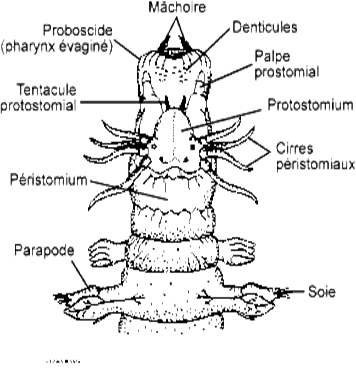 Mâchoire
Proboscide
(pharynx évaginé)
Denticules
Palpe
prostomial
Tentacule
protostomial
Protostomium
Cirres
péristomiaux
Péristomium
Parapode
Soie